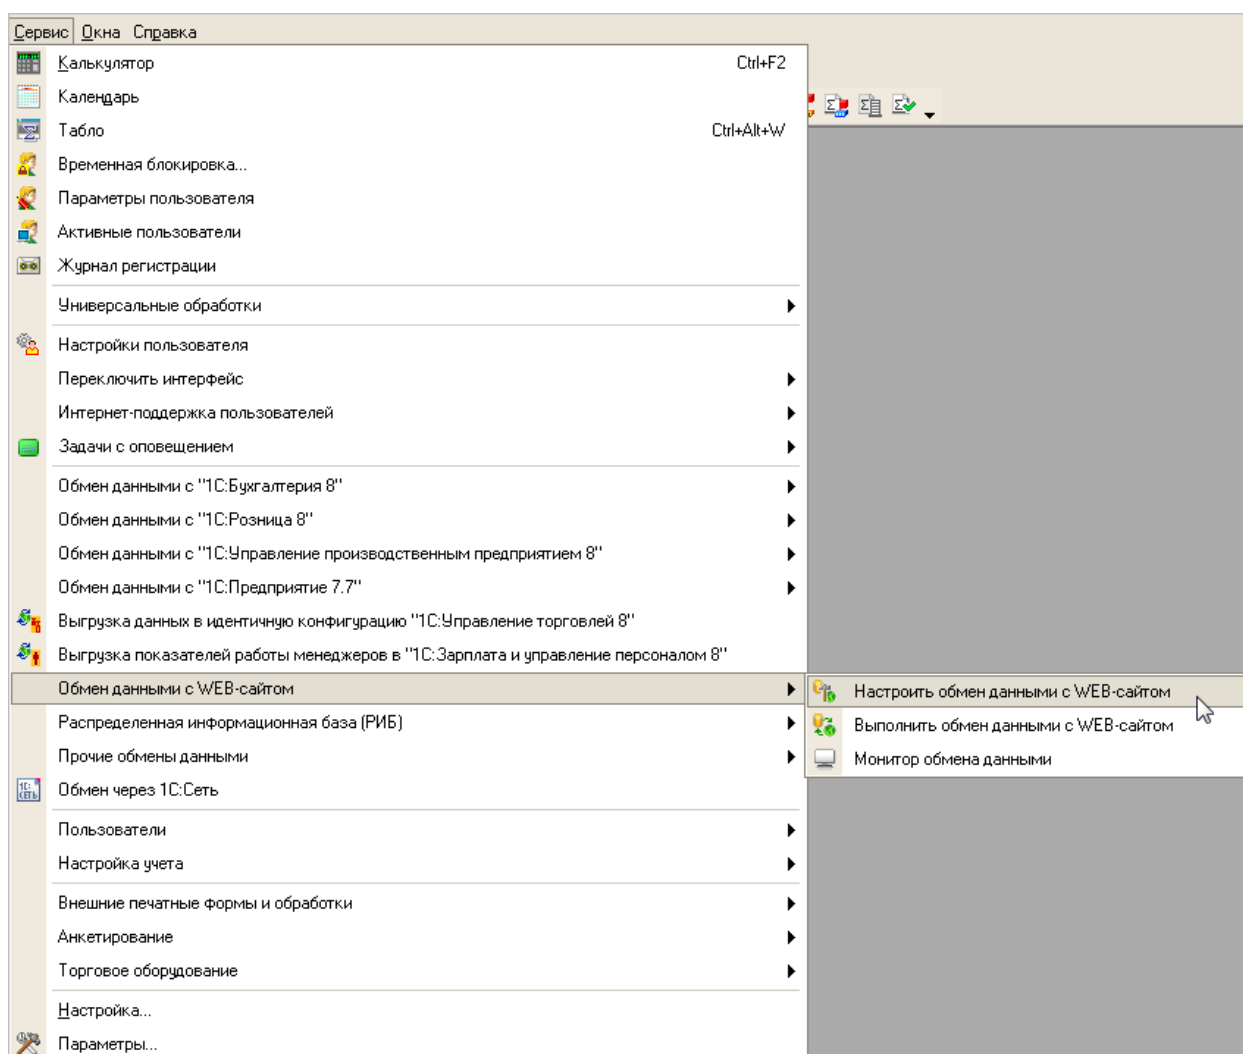 Сервис Окна Справка
Калькулятор Ctrl+F2
Календарь
Табло Ctrl+Alt+W
Временная блокировка...
Параметры пользователя
Активные пользователи
Журнал регистрации
Универсальные обработки
Настройки пользователя
Переключить интерфейс
Интернет-поддержка пользователей
Задачи с оповещением
Обмен данными с "1С:Бухгалтерия 8"
Обмен данными с "1С:Розница 8"
Обмен данными с "1С:Управление производственным предприятием 8"
Обмен данными с "1С:Предприятие 7.7"
Выгрузка данных в идентичную конфигурацию "1С:Управление торговлей 8"
Выгрузка показателей работы менеджеров в "1С:Зарплата и управление персоналом 8"
Обмен данными с WEB-сайтом
Настроить обмен данными с WEB-сайтом
Распределенная информационная база (РИБ)
Выполнить обмен данными с WEB-сайтом
Прочие обмены данными
Монитор обмена данными
1С: СЕТЬ Обмен через 1С:Сеть
Пользователи
Настройка учета
Внешние печатные формы и обработки
Анкетирование
Торговое оборудование
Настройка...
Параметры...